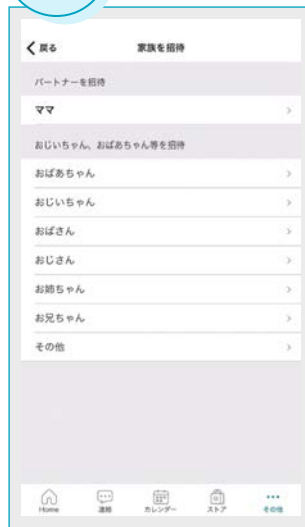 戻る 家族を招待
パートナーを招待
ママ
おじいちゃん、おばあちゃん等を招待
おばあちゃん
おじいちゃん
おばさん
おじさん
お姉ちゃん
お兄ちゃん
その他
Home 連絡 カレンダー ストア その他